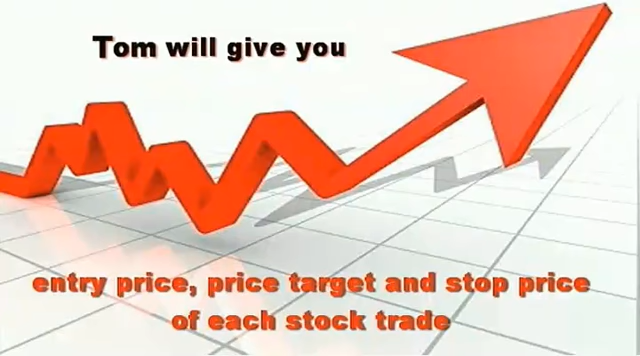 Tom will give you
entry price, price target and stop price
of each stock trade